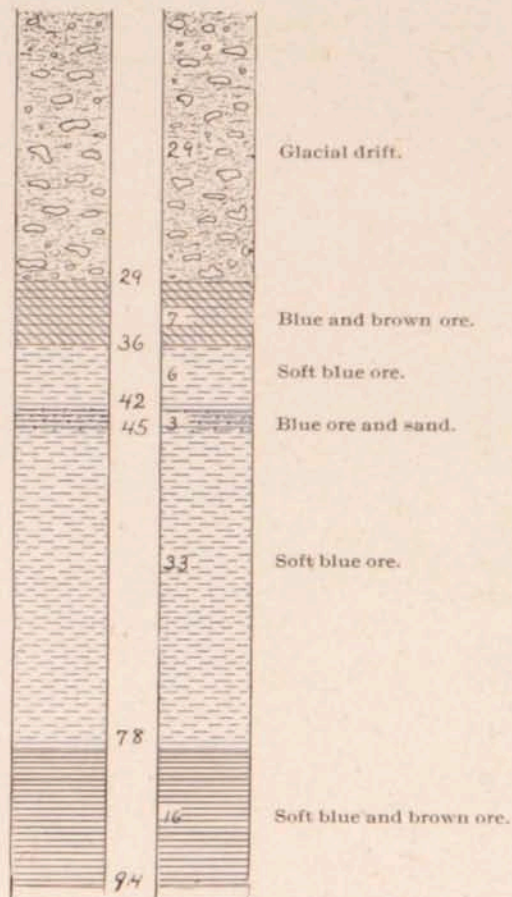 29 Glacial drift.
29
7 Blue and brown ore.
36
6 Soft blue ore.
42
45 3 Blue ore and sand.
33 Soft blue ore.
78
16 Soft blue and brown ore.
94